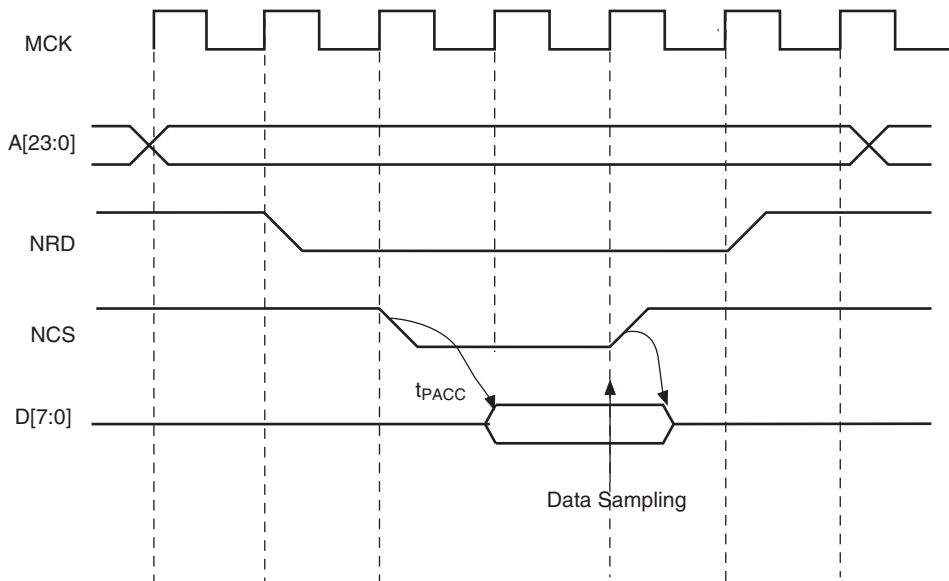 MCK
A[23:0]
NRD
NCS
tPACC
D[7:0]
Data Sampling